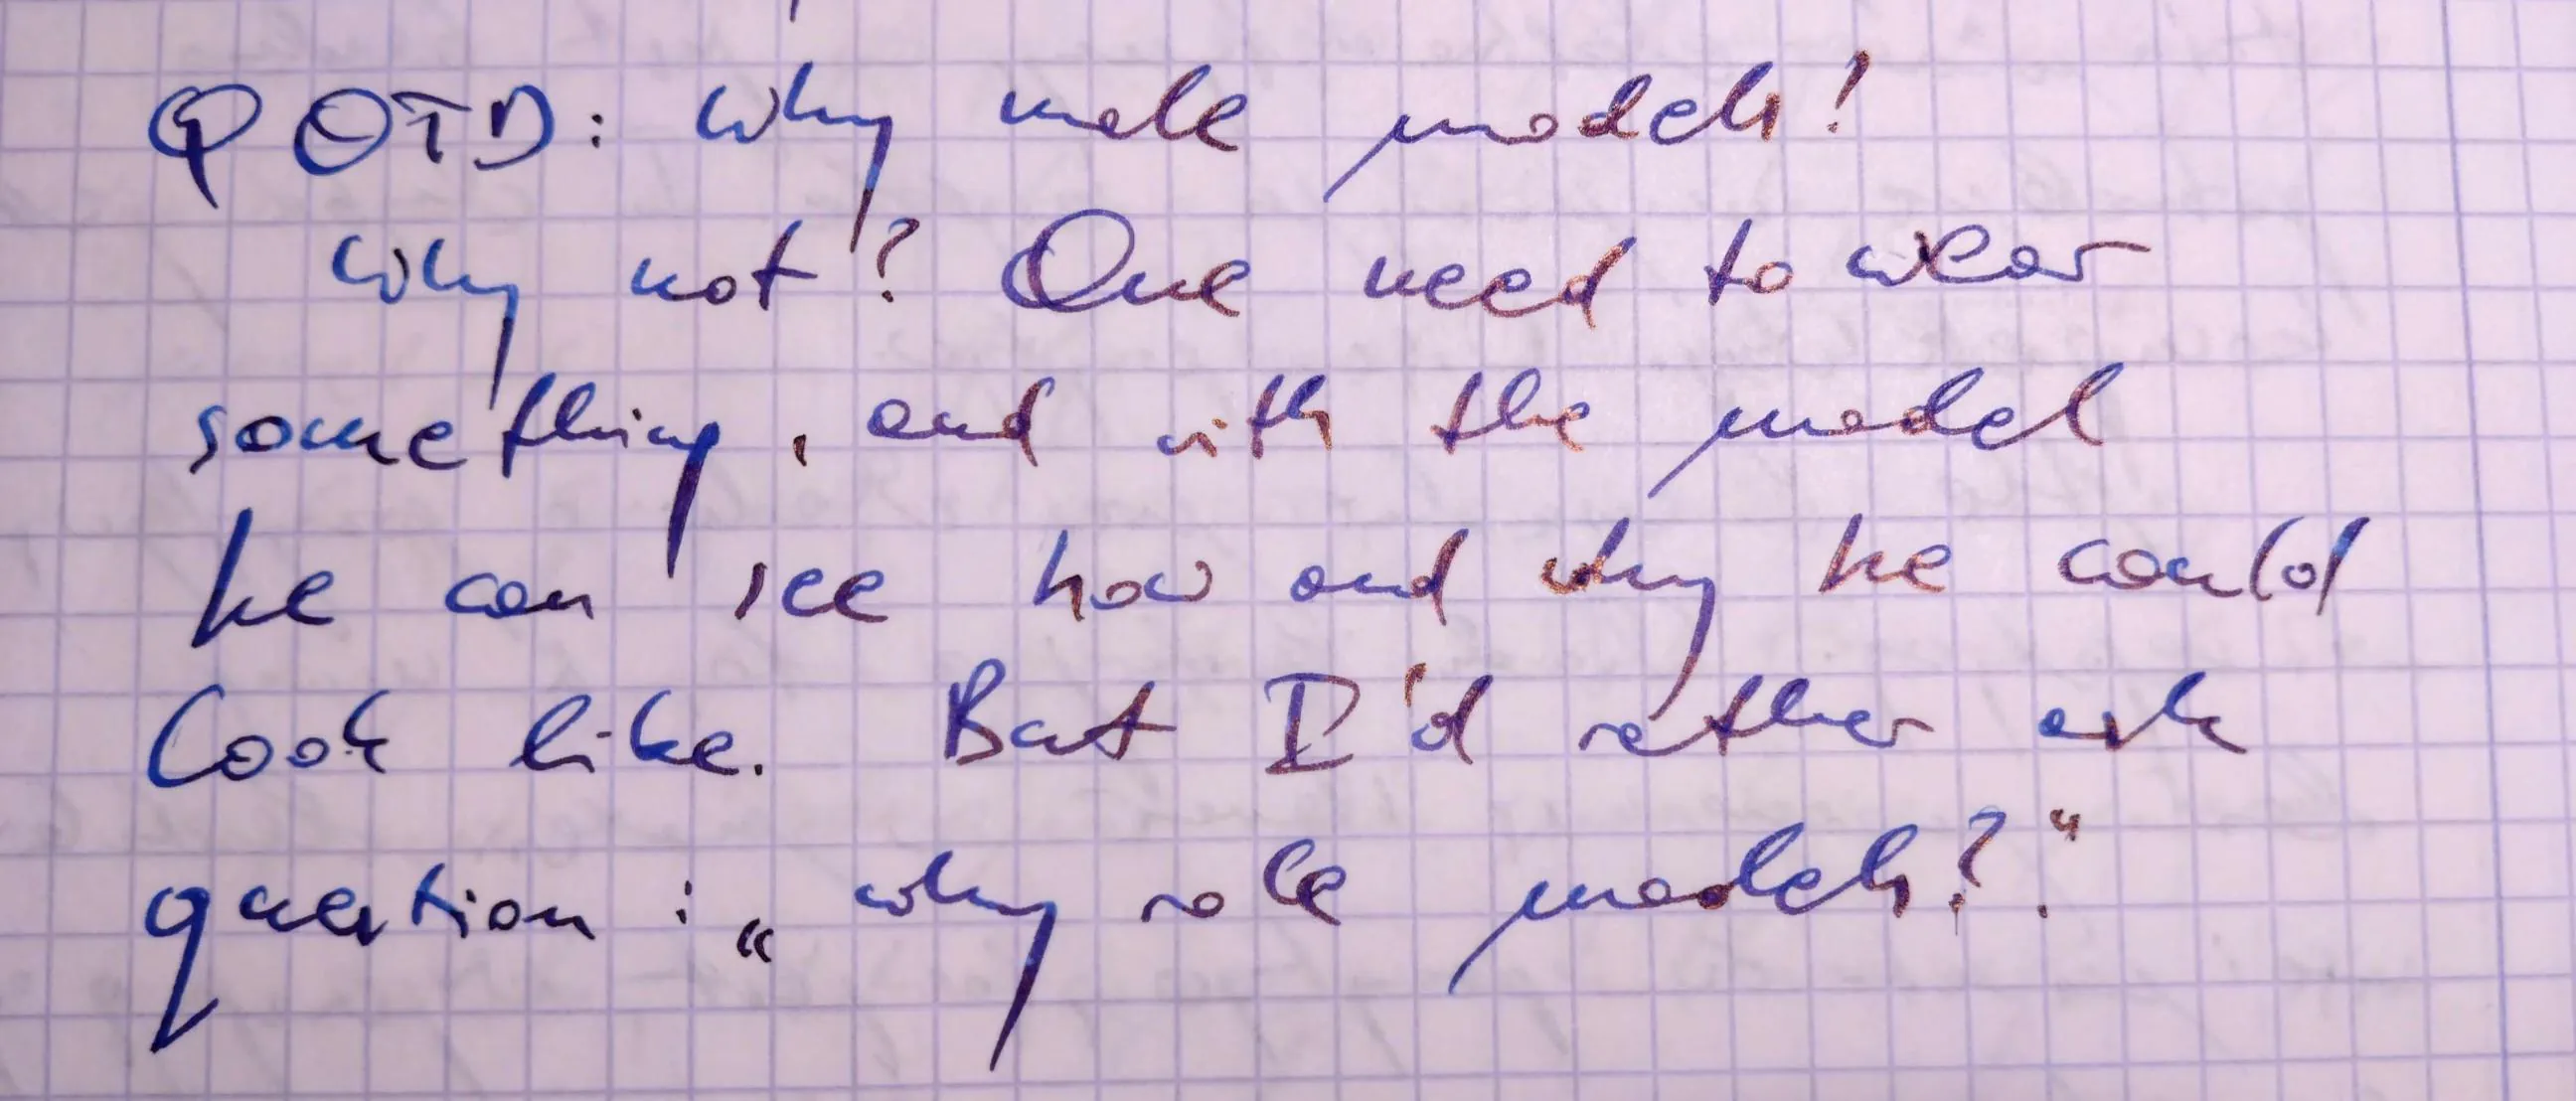 QOTD: Why male models?
Why not? One need to wear
something, and with the model
he can see how and why he could
look like. But I'd rather ask
question: „why role models?."